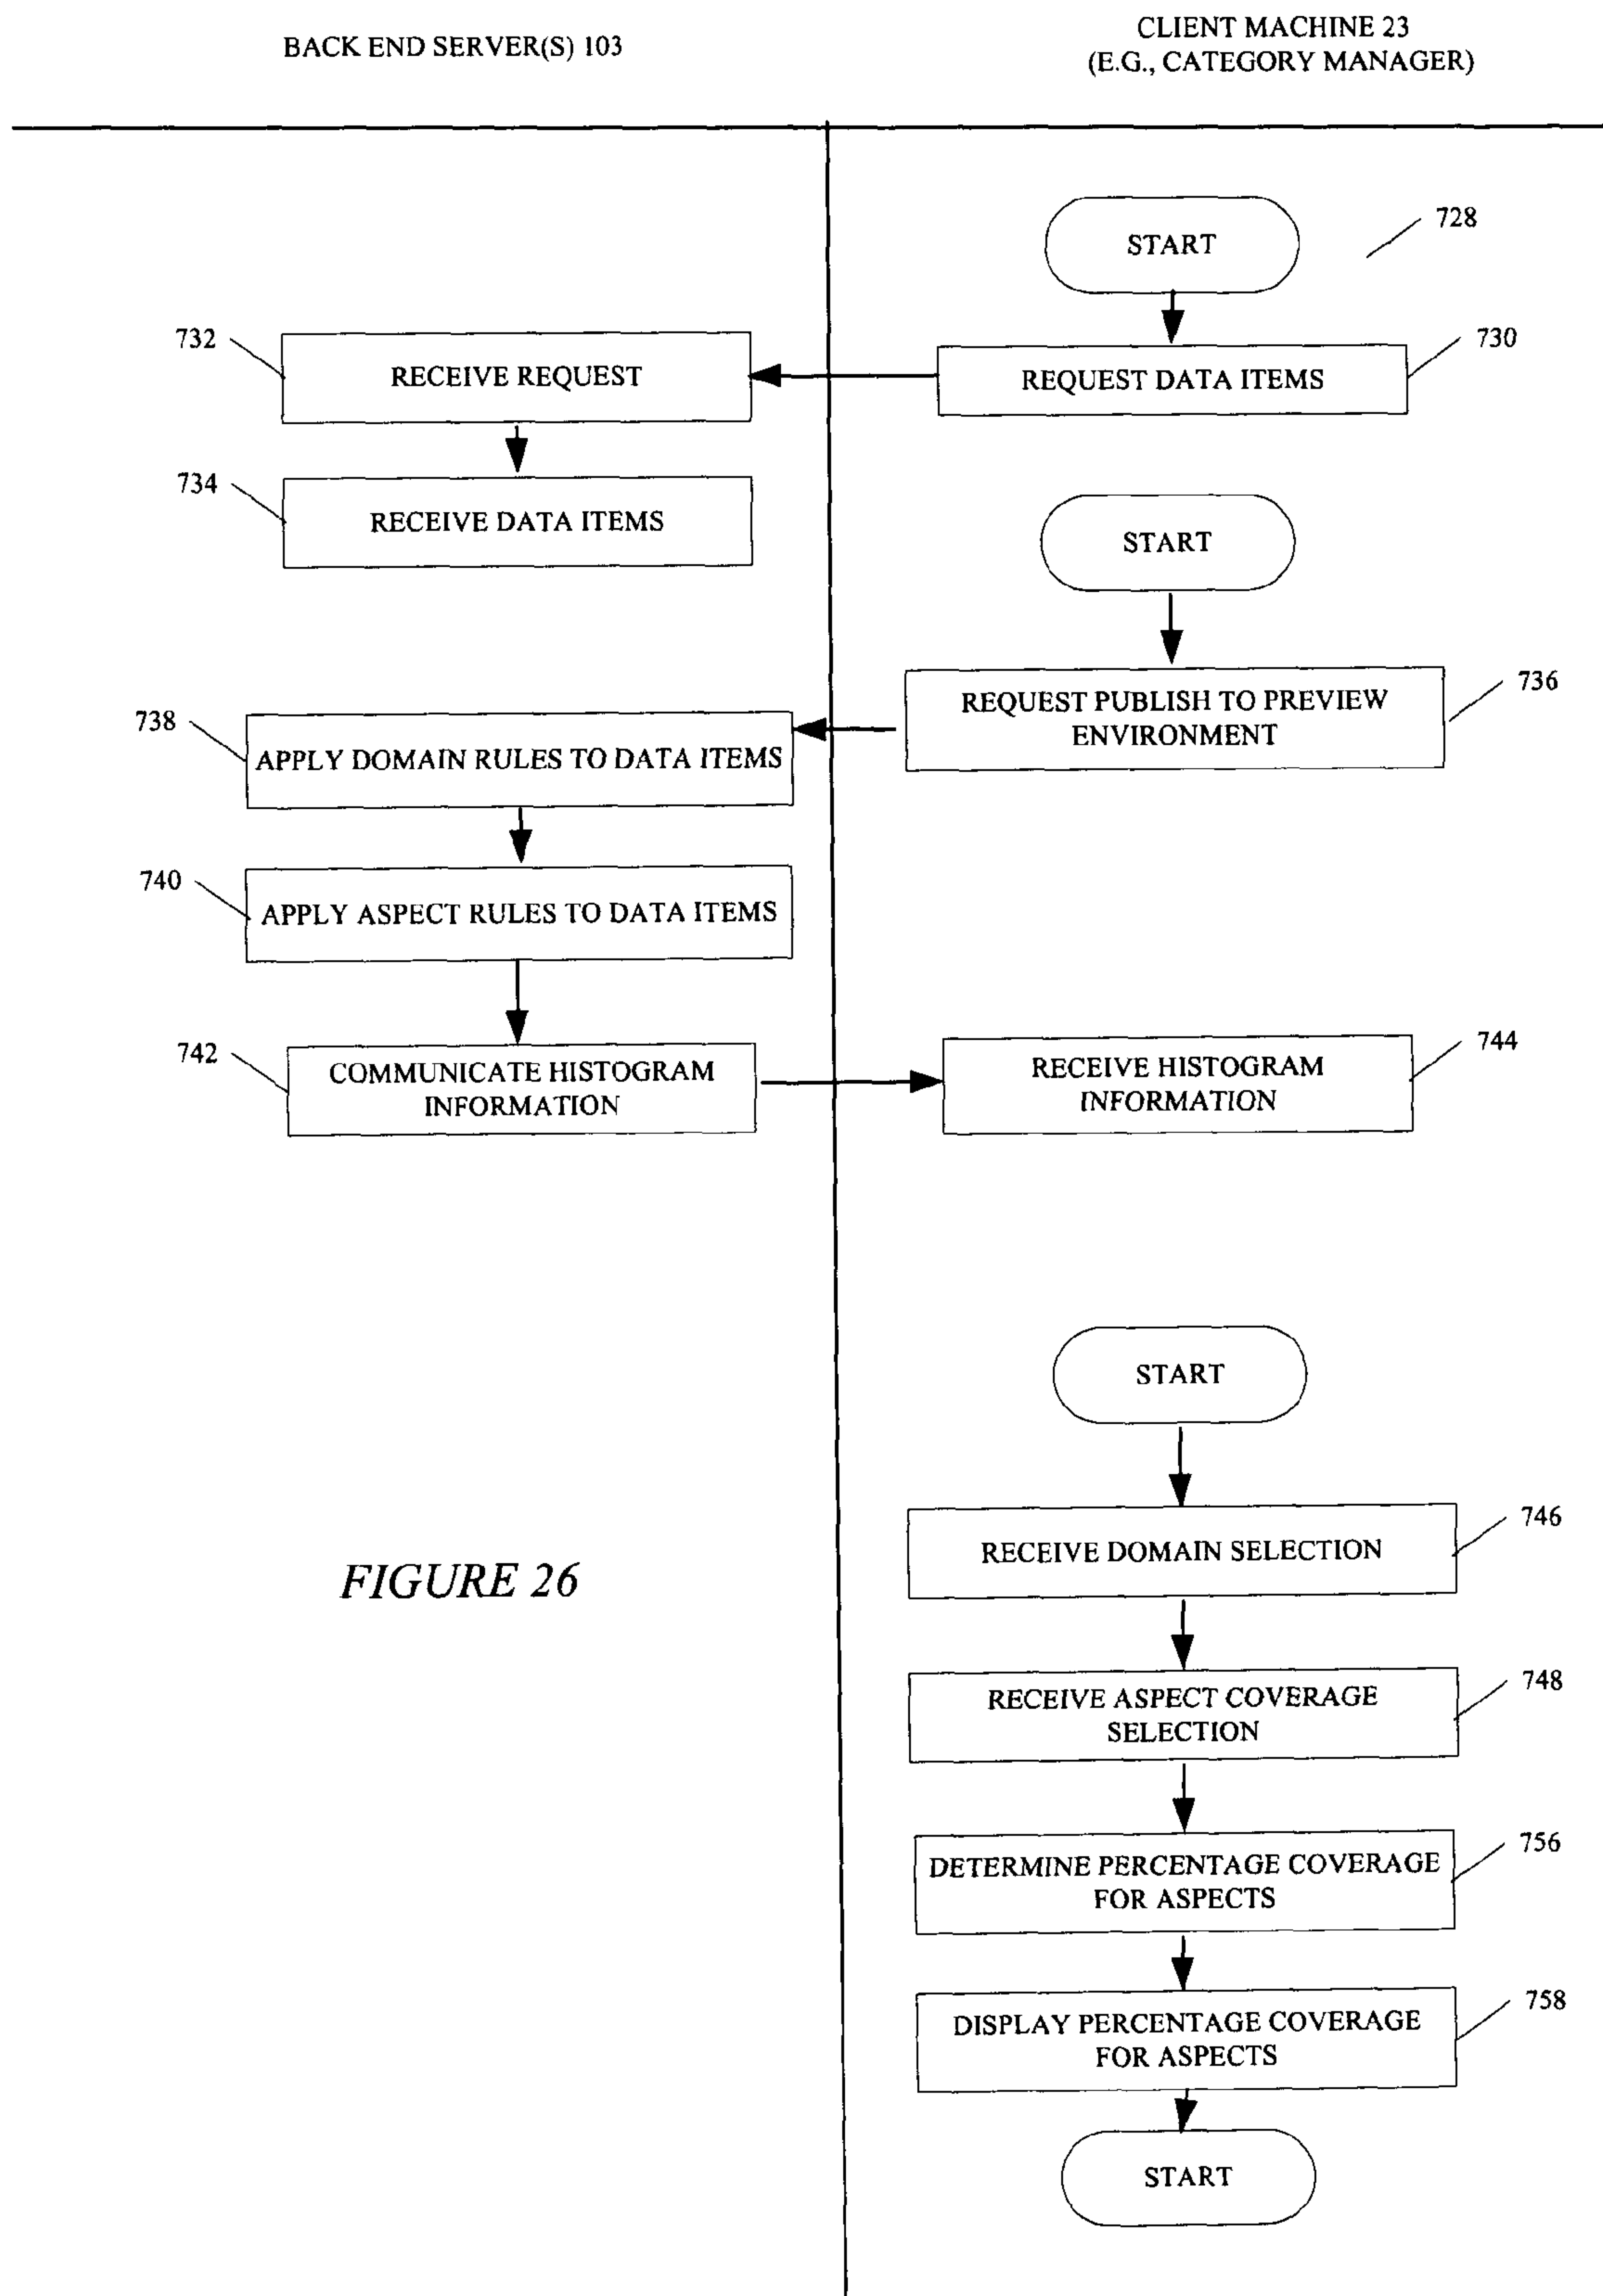 BACK END SERVER(S) 103
CLIENT MACHINE 23
(E.G., CATEGORY MANAGER)
START
728
732
RECEIVE REQUEST
REQUEST DATA ITEMS
730
734
RECEIVE DATA ITEMS
START
REQUEST PUBLISH TO PREVIEW
ENVIRONMENT
736
738
APPLY DOMAIN RULES TO DATA ITEMS
740
APPLY ASPECT RULES TO DATA ITEMS
742
COMMUNICATE HISTOGRAM
INFORMATION
RECEIVE HISTOGRAM
INFORMATION
744
START
RECEIVE DOMAIN SELECTION
746
FIGURE 26
RECEIVE ASPECT COVERAGE
SELECTION
748
DETERMINE PERCENTAGE COVERAGE
FOR ASPECTS
756
DISPLAY PERCENTAGE COVERAGE
FOR ASPECTS
758
START